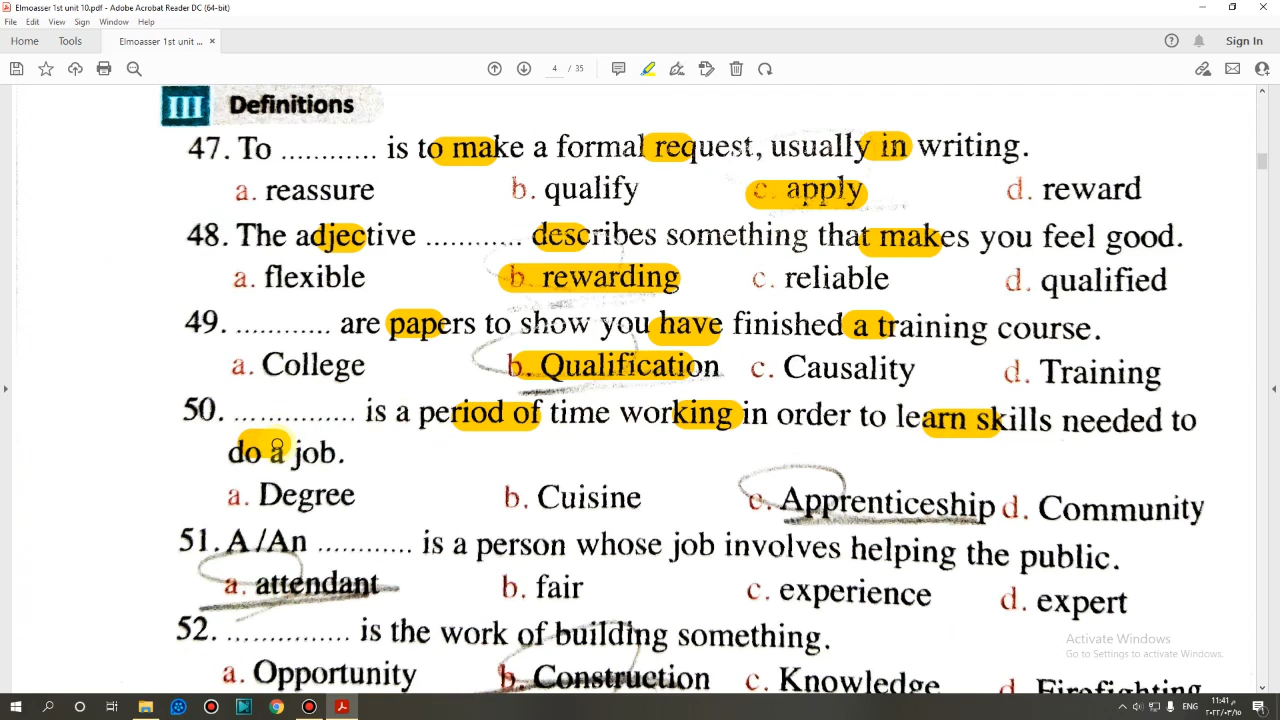 Elmoasser 1st unit 10.pdf - Adobe Acrobat Reader DC (64-bit)
File Edit View Sign Window Help
Home Tools Elmoasser 1st unit ... × Sign In
4 / 35
III Definitions
47. To ............ is to make a formal request, usually in writing.
a. reassure b. qualify c. apply d. reward
48. The adjective ............ describes something that makes you feel good.
a. flexible b. rewarding c. reliable d. qualified
49. ............ are papers to show you have finished a training course.
a. College b. Qualification c. Causality d. Training
50. ............... is a period of time working in order to learn skills needed to
do a job.
a. Degree b. Cuisine c. Apprenticeship d. Community
51. A /An ............ is a person whose job involves helping the public.
a. attendant b. fair c. experience d. expert
52. ............... is the work of building something.
a. Opportunity b. Construction c. Knowledge d. Firefighting
Activate Windows
Go to Settings to activate Windows.
ENG
11:41 م